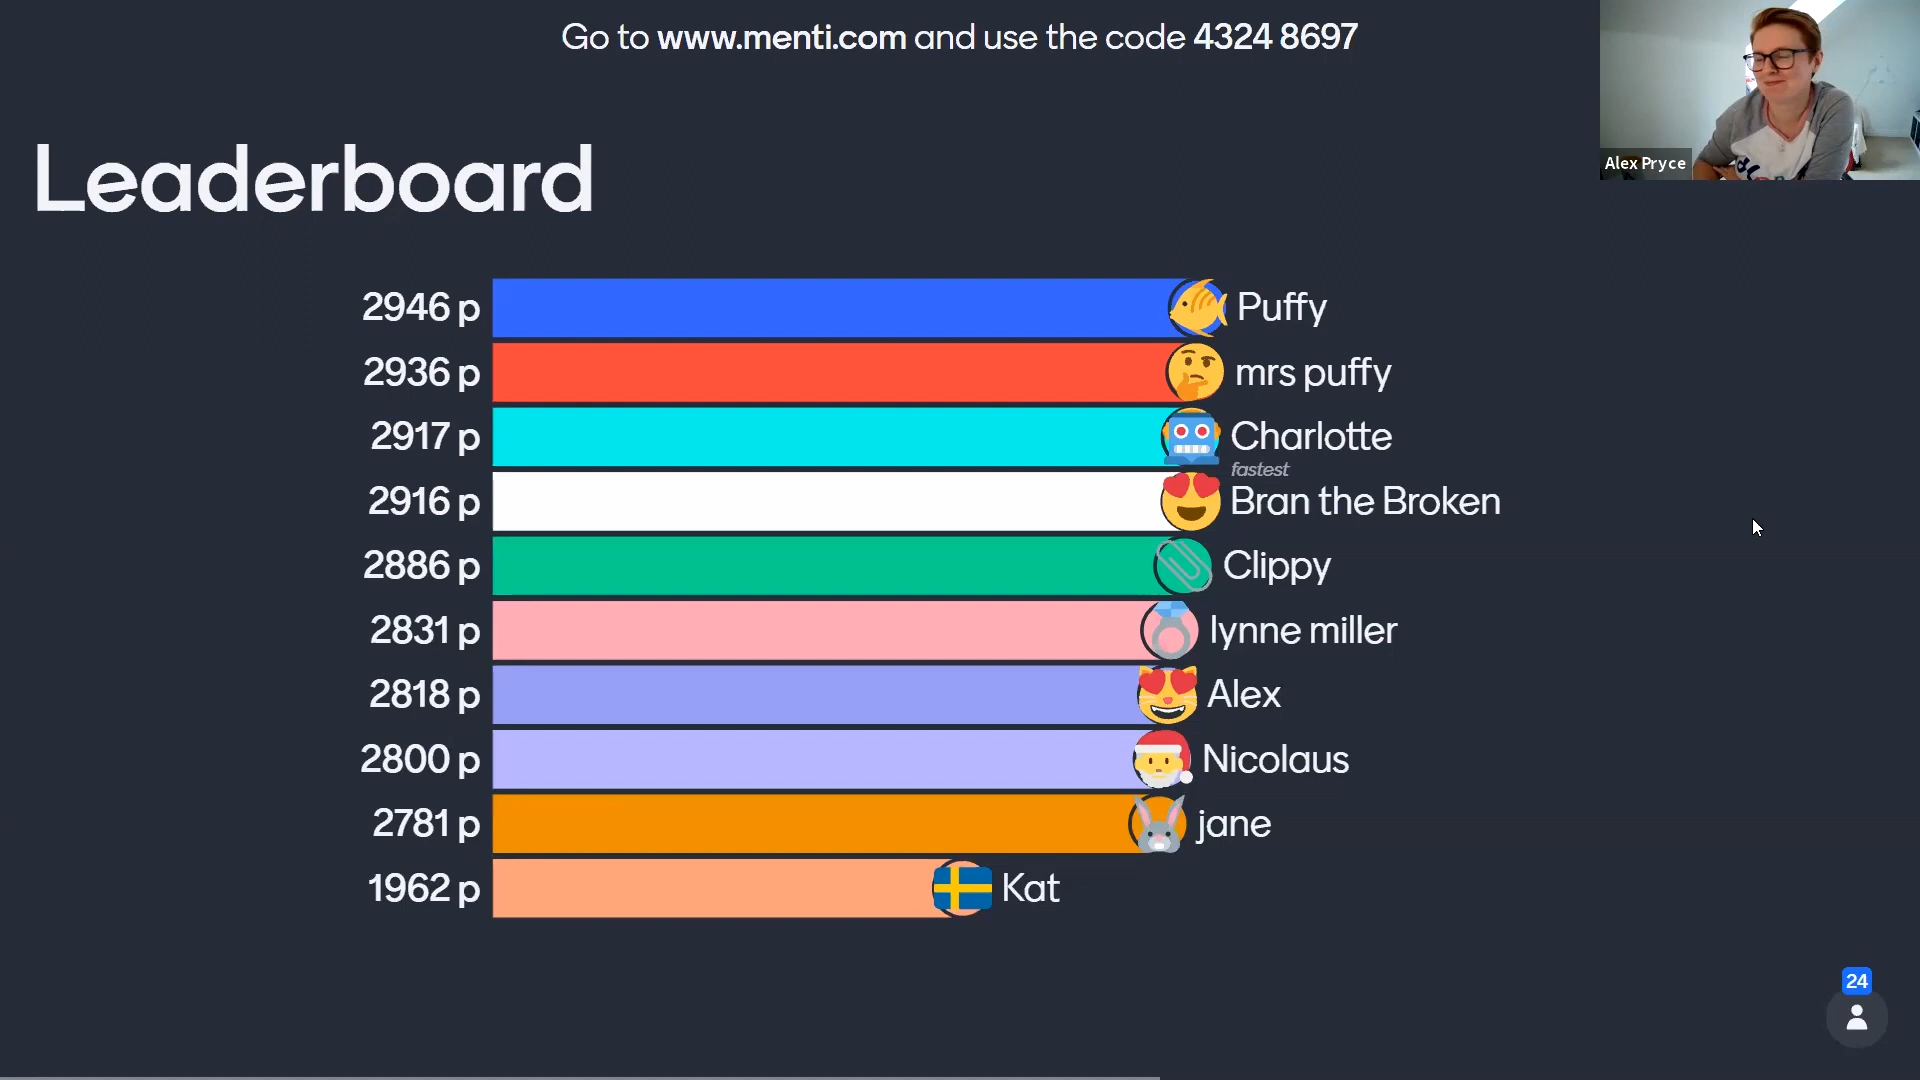 Go to www.menti.com and use the code 4324 8697
Alex Pryce
Leaderboard
2946 p Puffy
2936 p mrs puffy
2917 p Charlotte
fastest
2916 p Bran the Broken
2886 p Clippy
2831 p lynne miller
2818 p Alex
2800 p Nicolaus
2781 p jane
1962 p Kat
24